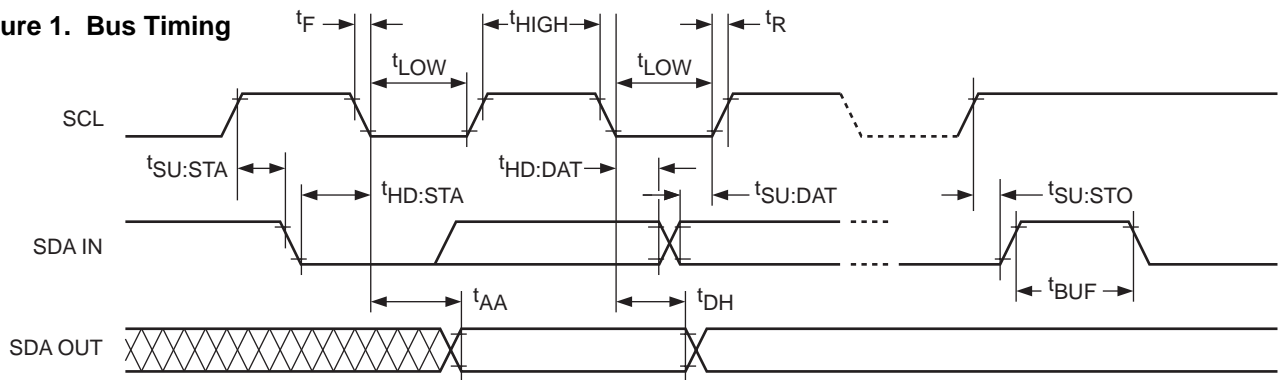 ure 1. Bus Timing
tF
tHIGH
tR
tLOW
tLOW
SCL
tSU:STA
tHD:STA
tHD:DAT
tSU:DAT
tSU:STO
SDA IN
tBUF
tAA
tDH
SDA OUT